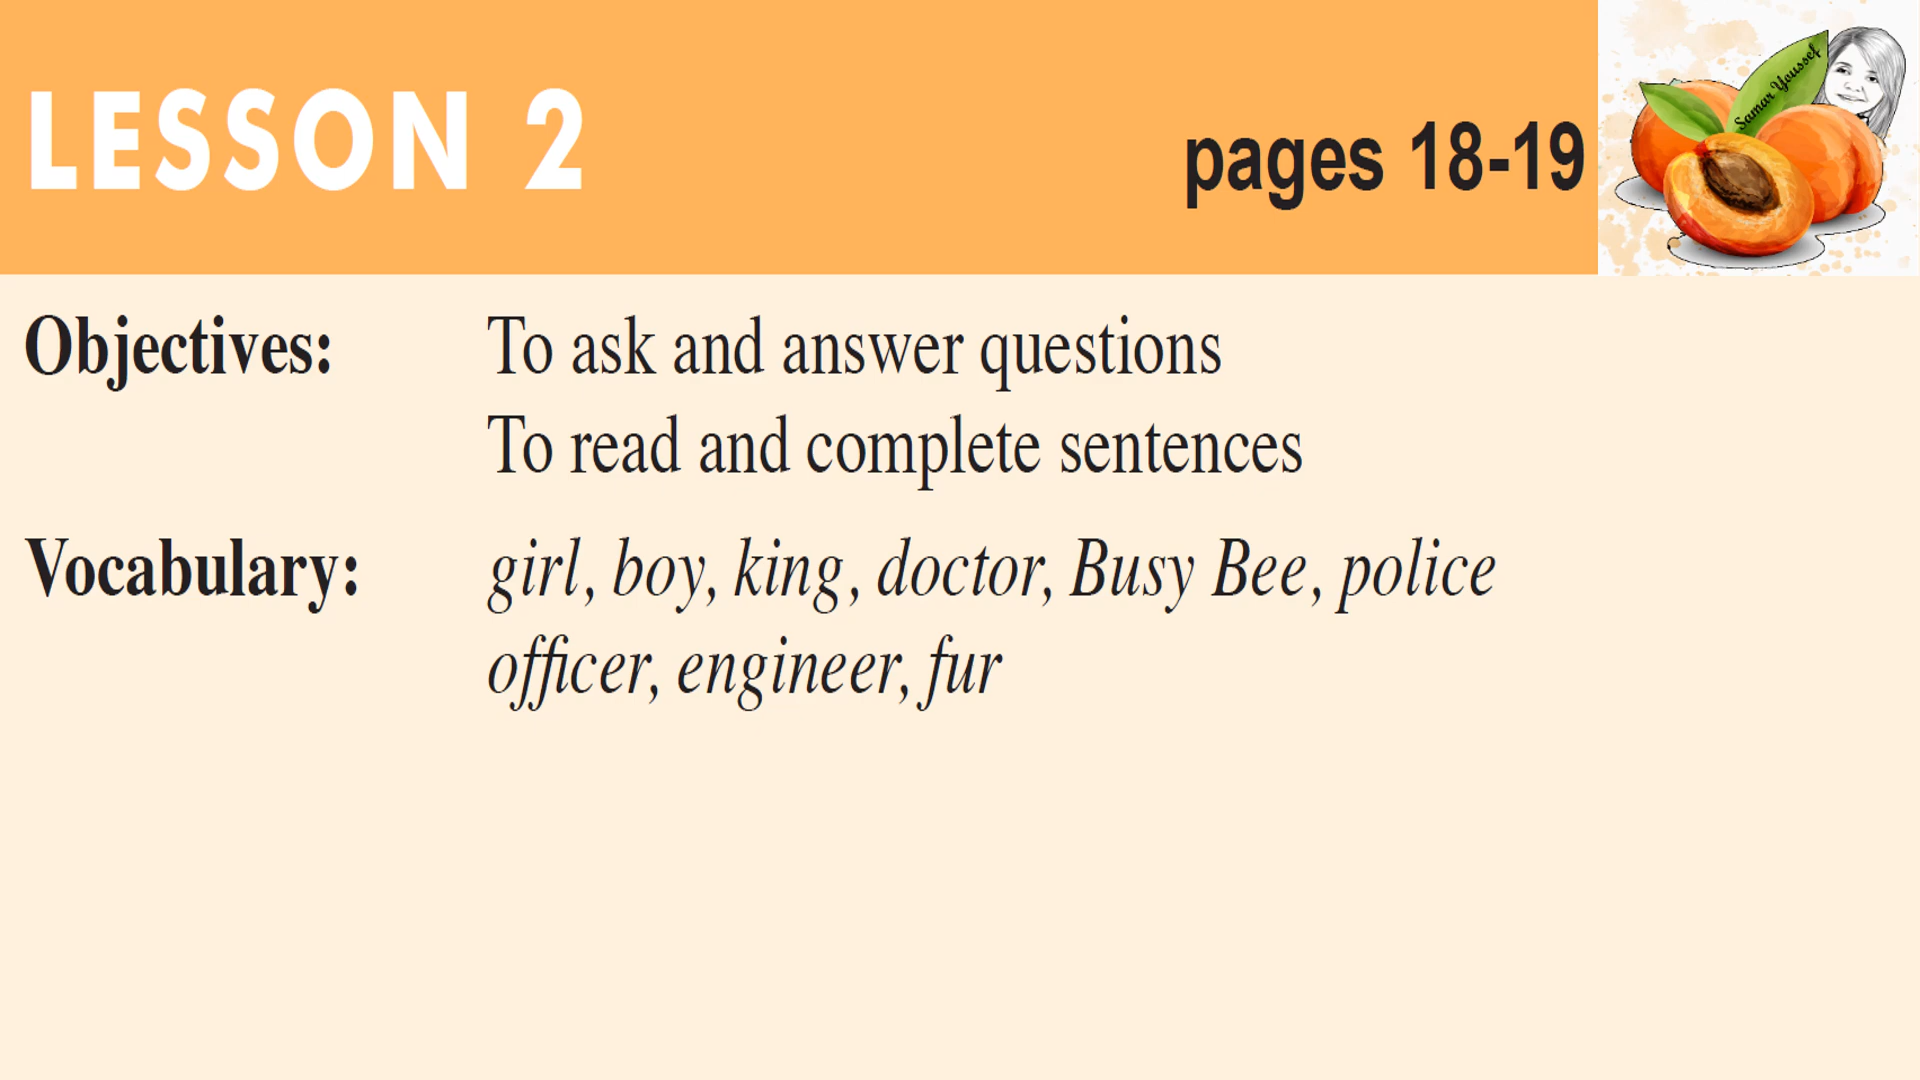 LESSON 2
pages 18-19
Samar Youssef
Objectives: To ask and answer questions
To read and complete sentences
Vocabulary: girl, boy, king, doctor, Busy Bee, police
officer, engineer, fur